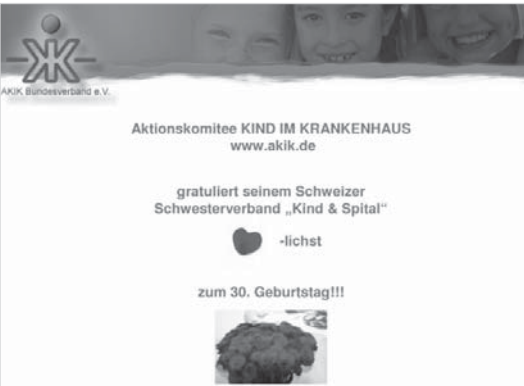 AKIK Bundesverband e.V.
Aktionskomitee KIND IM KRANKENHAUS
www.akik.de
gratuliert seinem Schweizer
Schwesterverband „Kind & Spital“
-lichst
zum 30. Geburtstag!!!